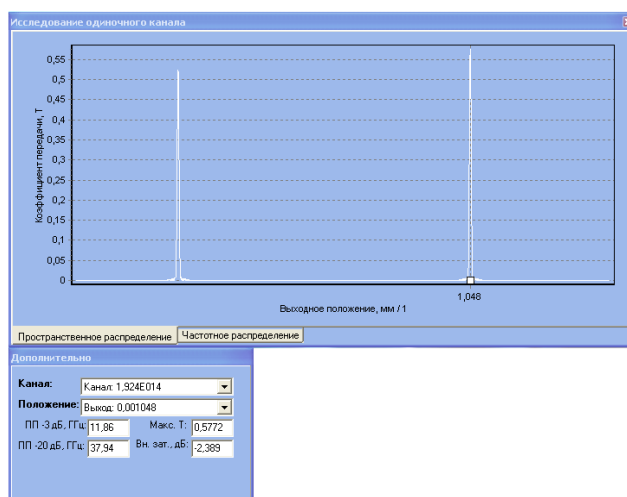 Исследование одиночного канала
0,55
0,5
0,45
0,4
0,35
0,3
0,25
0,2
0,15
0,1
0,05
0
Коэффициент передачи, Т
1,048
Выходное положение, мм / 1
Пространственное распределение Частотное распределение
Дополнительно
Канал: Канал: 1,924E014
Положение: Выход: 0,001048
ПП -3 дБ, ГГц: 11,86 Макс. Т: 0,5772
ПП -20 дБ, ГГц: 37,94 Вн. зат., дБ: -2,389